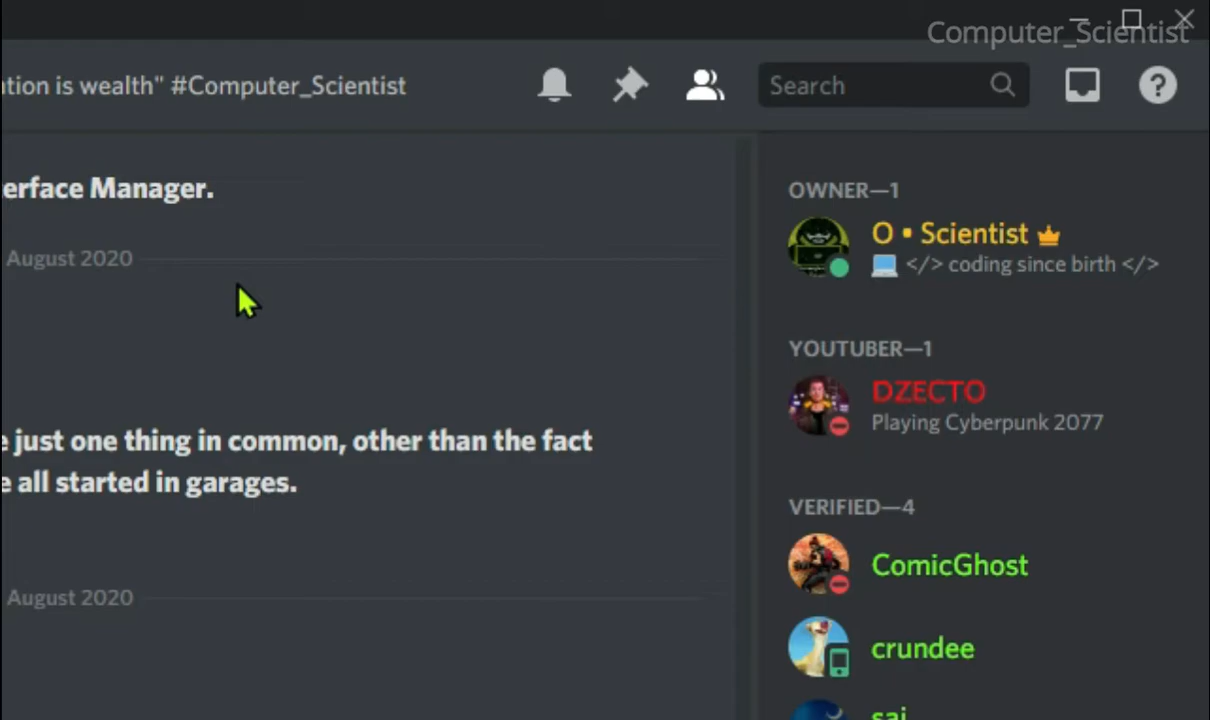 Computer_Scientist
tion is wealth" #Computer_Scientist
Search
erface Manager.
August 2020
e just one thing in common, other than the fact
e all started in garages.
August 2020
OWNER—1
O ▪ Scientist
</> coding since birth </>
YOUTUBER—1
DZECTO
Playing Cyberpunk 2077
VERIFIED—4
ComicGhost
crundee
sai